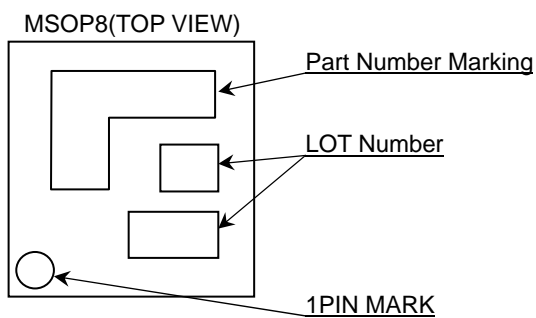 MSOP8(TOP VIEW)
Part Number Marking
LOT Number
1PIN MARK